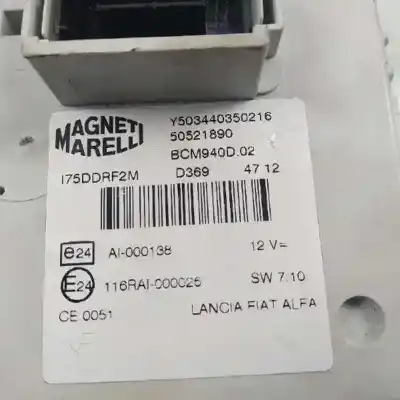 MAGNETI
MARELLI
Y503440350216
50521890
BCM940D.02
I75DDRF2M D369 47 12
e24 AI-000138 12 V=
E24 116RAI-000026 SW 7.10
CE 0051 LANCIA FIAT ALFA